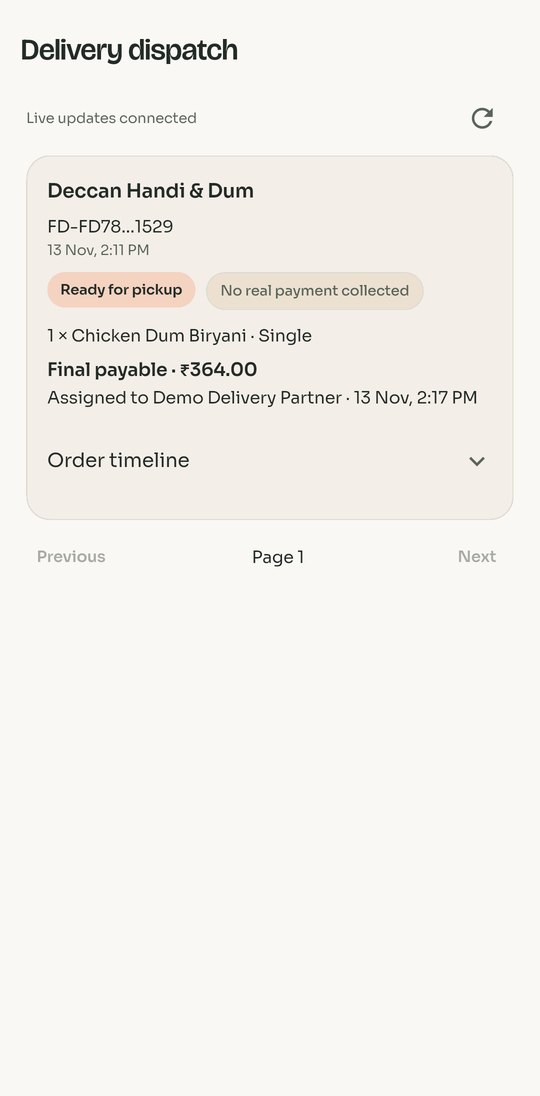 Delivery dispatch
Live updates connected
Deccan Handi & Dum
FD-FD78...1529
13 Nov, 2:11 PM
Ready for pickup
No real payment collected
1 × Chicken Dum Biryani · Single
Final payable · ₹364.00
Assigned to Demo Delivery Partner · 13 Nov, 2:17 PM
Order timeline
Previous
Page 1
Next